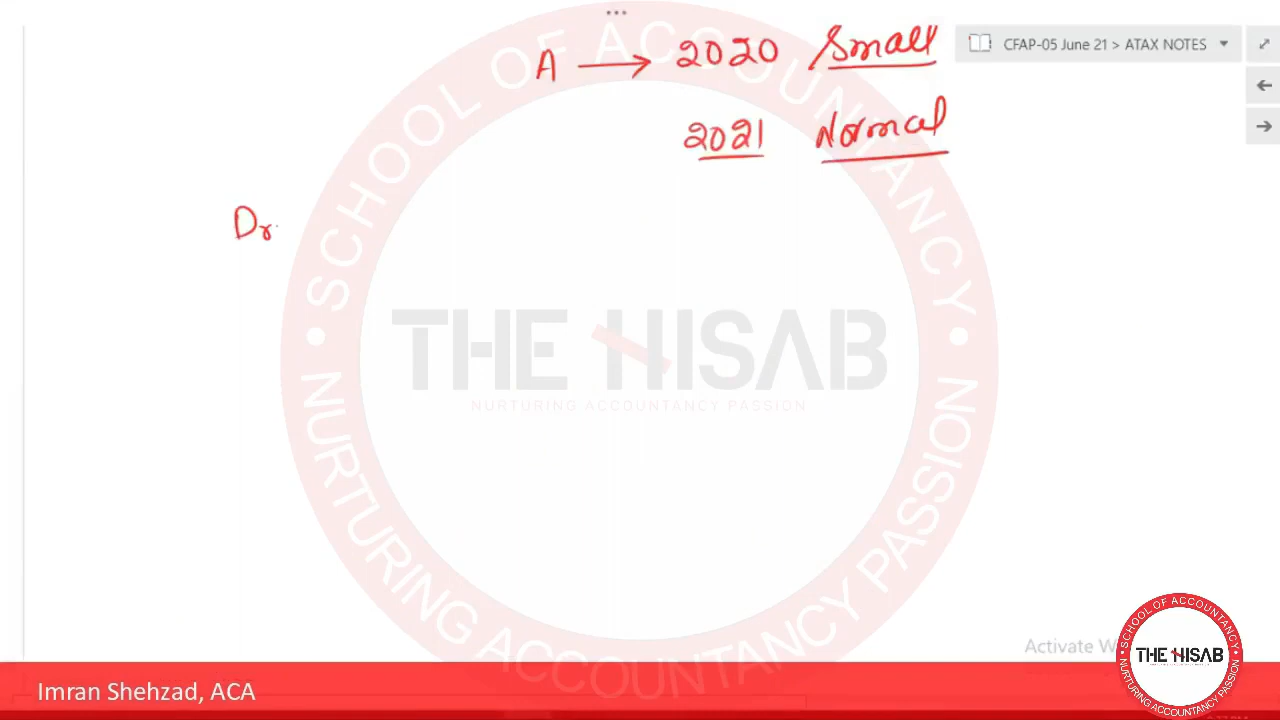 A → 2020 Small
CFAP-05 June 21 > ATAX NOTES
2021 Normal
Dr.
SCHOOL OF ACCOUNTANCY
THE HISAB
NURTURING ACCOUNTANCY PASSION
NURTURING ACCOUNTANCY PASSION
Activate W
Imran Shehzad, ACA
SCHOOL OF ACCOUNTANCY
THE HISAB
NURTURING ACCOUNTANCY PASSION